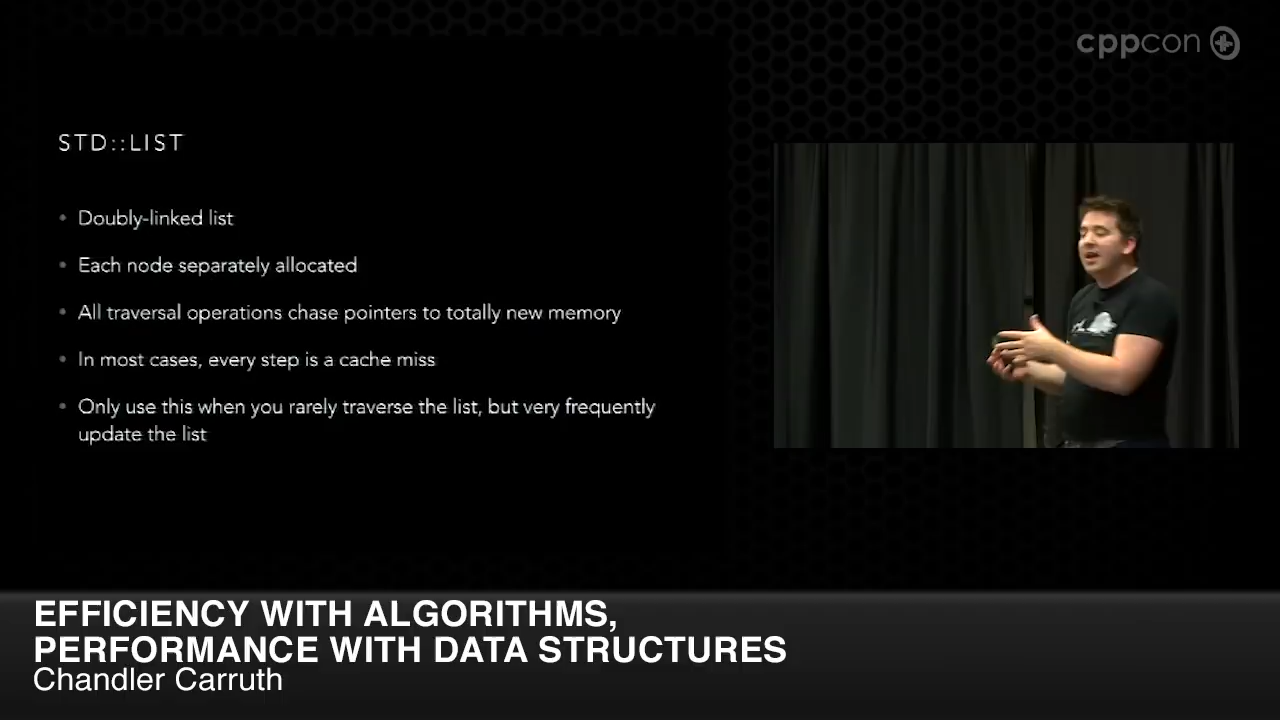 cppcon
STD::LIST
• Doubly-linked list
• Each node separately allocated
• All traversal operations chase pointers to totally new memory
• In most cases, every step is a cache miss
• Only use this when you rarely traverse the list, but very frequently
update the list
EFFICIENCY WITH ALGORITHMS,
PERFORMANCE WITH DATA STRUCTURES
Chandler Carruth